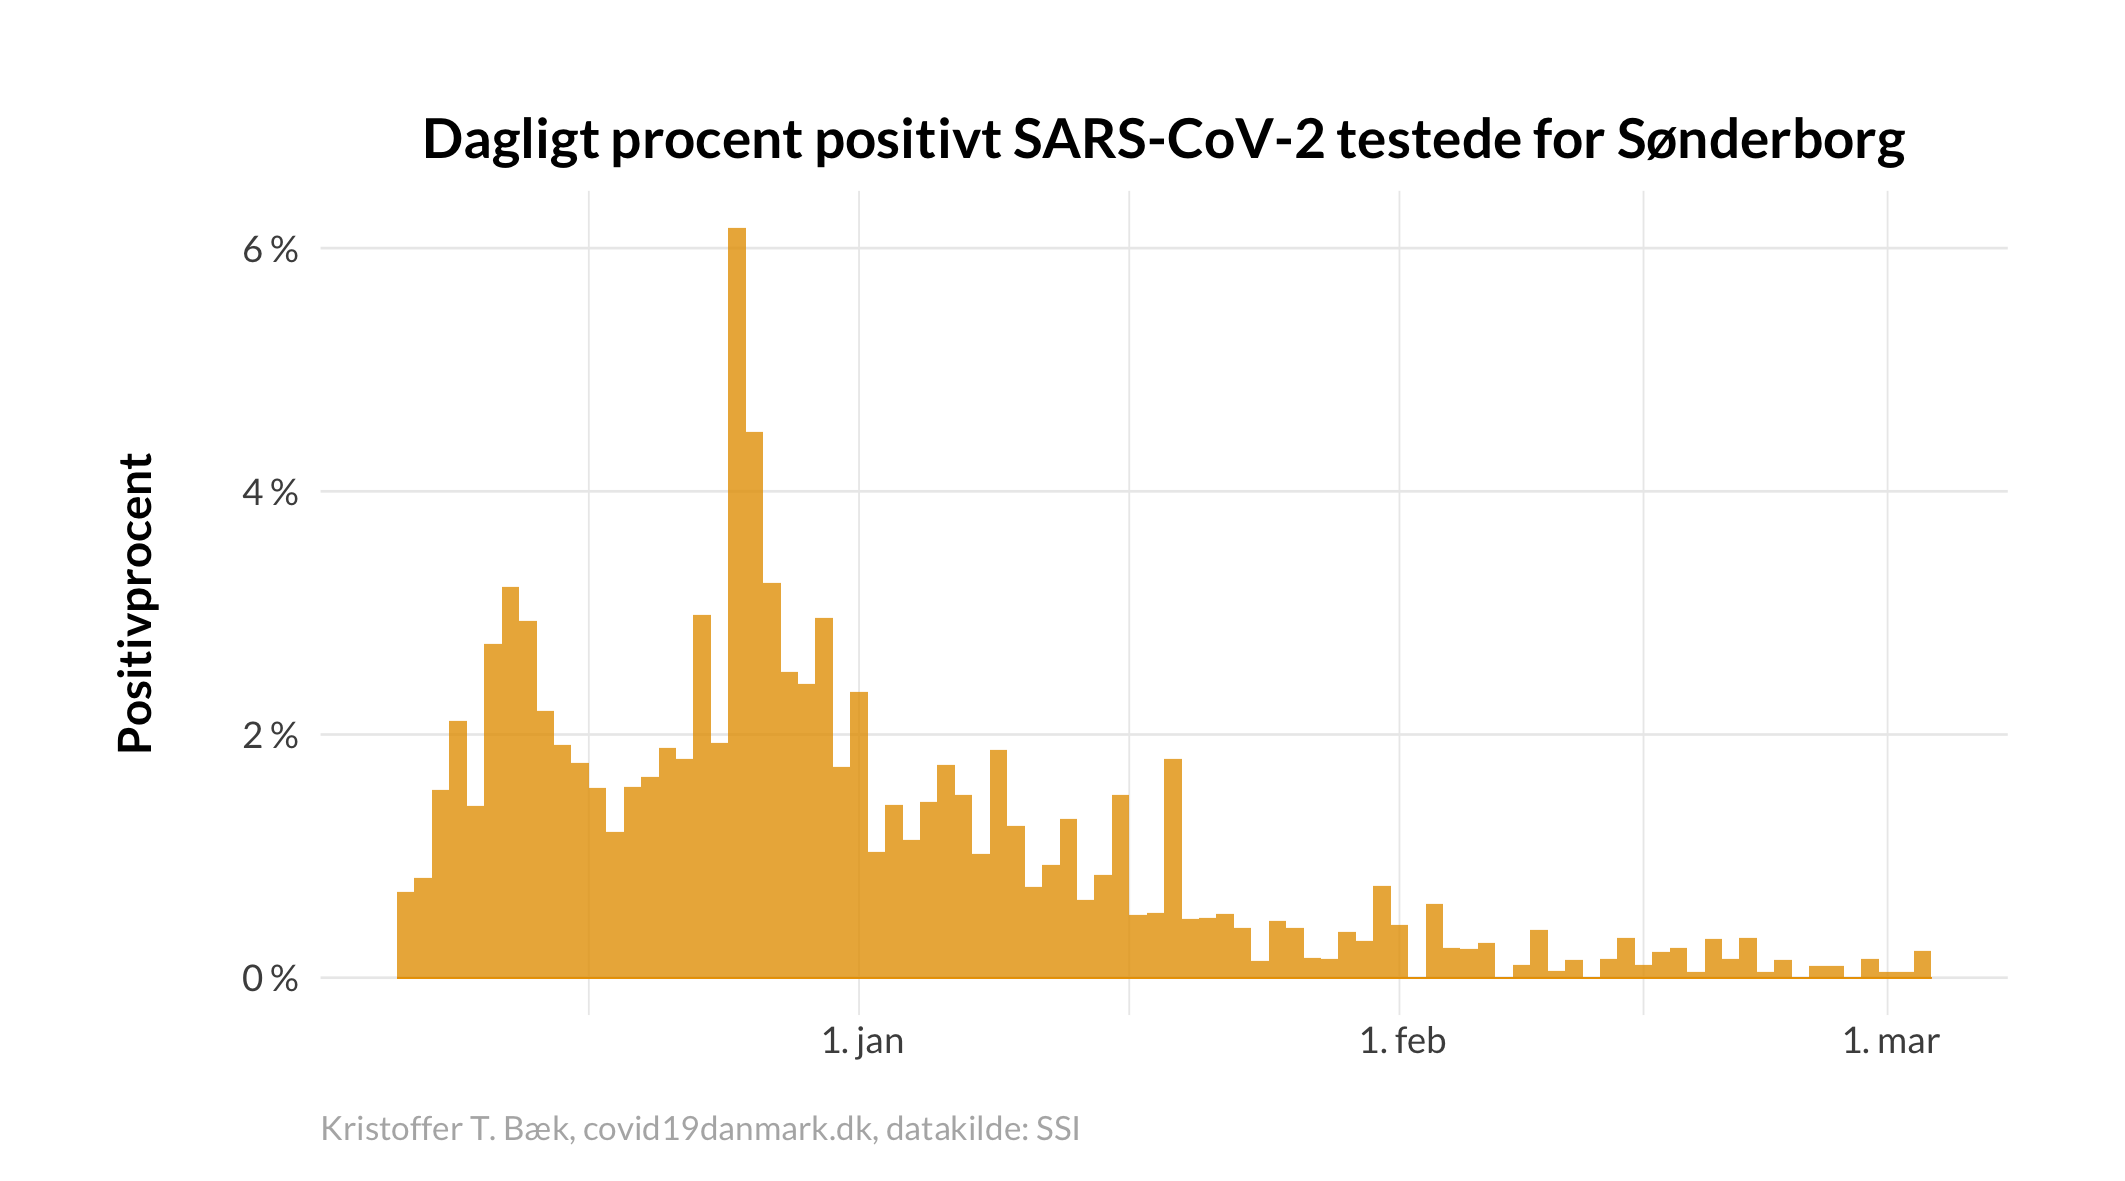 Dagligt procent positivt SARS-CoV-2 testede for Sønderborg
Positivprocent
6 %
4 %
2 %
0 %
1. jan
1. feb
1. mar
Kristoffer T. Bæk, covid19danmark.dk, datakilde: SSI